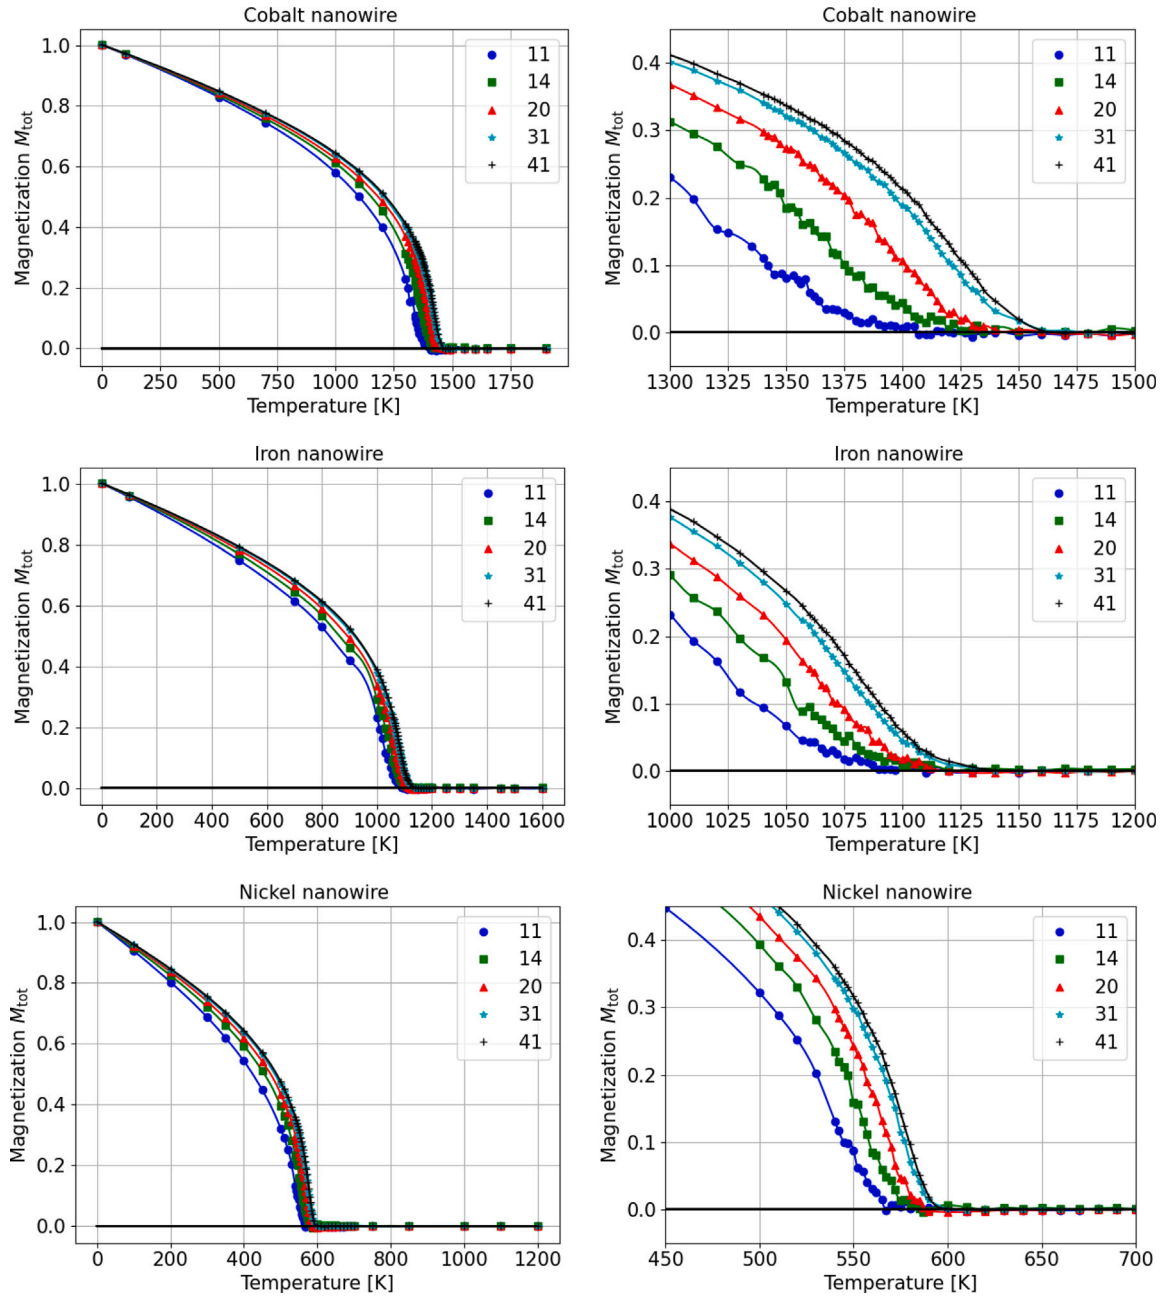 Cobalt nanowire
Magnetization M_tot
1.0
0.8
0.6
0.4
0.2
0.0
11
14
20
31
41
0 250 500 750 1000 1250 1500 1750
Temperature [K]
Cobalt nanowire
Magnetization M_tot
0.4
0.3
0.2
0.1
0.0
11
14
20
31
41
1300 1325 1350 1375 1400 1425 1450 1475 1500
Temperature [K]
Iron nanowire
Magnetization M_tot
1.0
0.8
0.6
0.4
0.2
0.0
11
14
20
31
41
0 200 400 600 800 1000 1200 1400 1600
Temperature [K]
Iron nanowire
Magnetization M_tot
0.4
0.3
0.2
0.1
0.0
11
14
20
31
41
1000 1025 1050 1075 1100 1125 1150 1175 1200
Temperature [K]
Nickel nanowire
Magnetization M_tot
1.0
0.8
0.6
0.4
0.2
0.0
11
14
20
31
41
0 200 400 600 800 1000 1200
Temperature [K]
Nickel nanowire
Magnetization M_tot
0.4
0.3
0.2
0.1
0.0
11
14
20
31
41
450 500 550 600 650 700
Temperature [K]